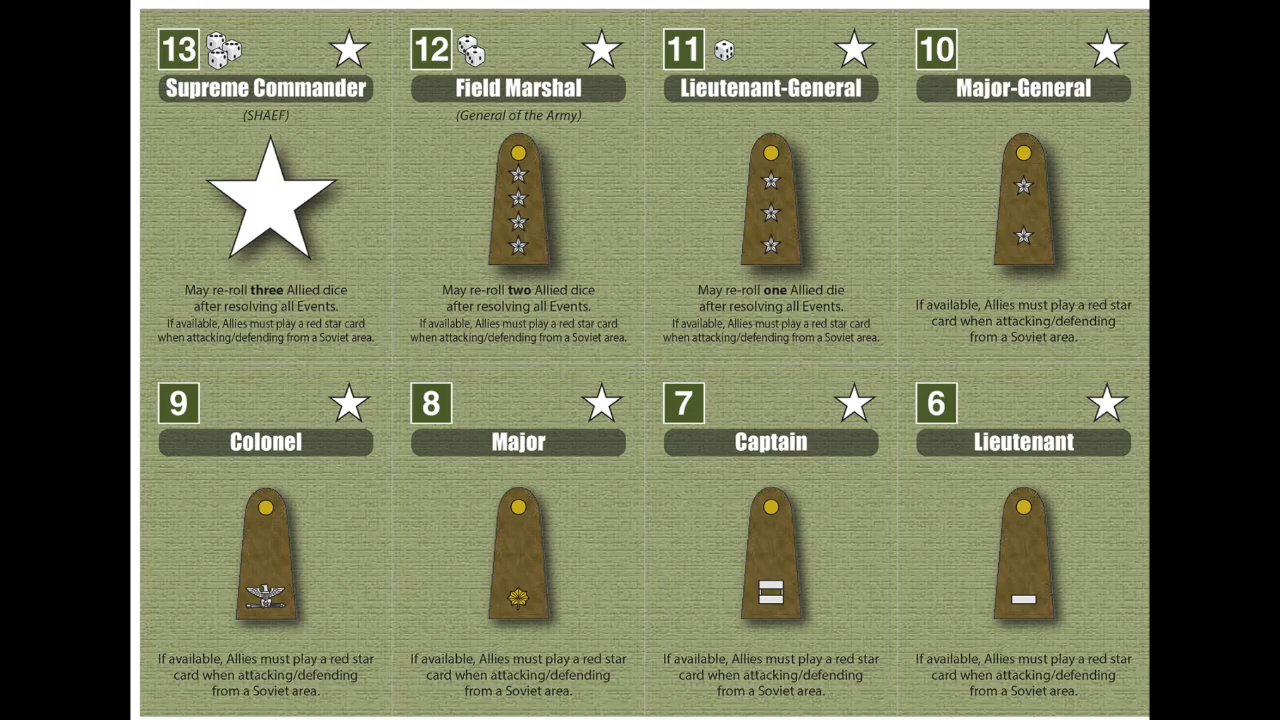 13
Supreme Commander
(SHAEF)
May re-roll three Allied dice
after resolving all Events.
If available, Allies must play a red star card
when attacking/defending from a Soviet area.
12
Field Marshal
(General of the Army)
May re-roll two Allied dice
after resolving all Events.
If available, Allies must play a red star card
when attacking/defending from a Soviet area.
11
Lieutenant-General
May re-roll one Allied die
after resolving all Events.
If available, Allies must play a red star card
when attacking/defending from a Soviet area.
10
Major-General
If available, Allies must play a red star
card when attacking/defending
from a Soviet area.
9
Colonel
If available, Allies must play a red star
card when attacking/defending
from a Soviet area.
8
Major
If available, Allies must play a red star
card when attacking/defending
from a Soviet area.
7
Captain
If available, Allies must play a red star
card when attacking/defending
from a Soviet area.
6
Lieutenant
If available, Allies must play a red star
card when attacking/defending
from a Soviet area.